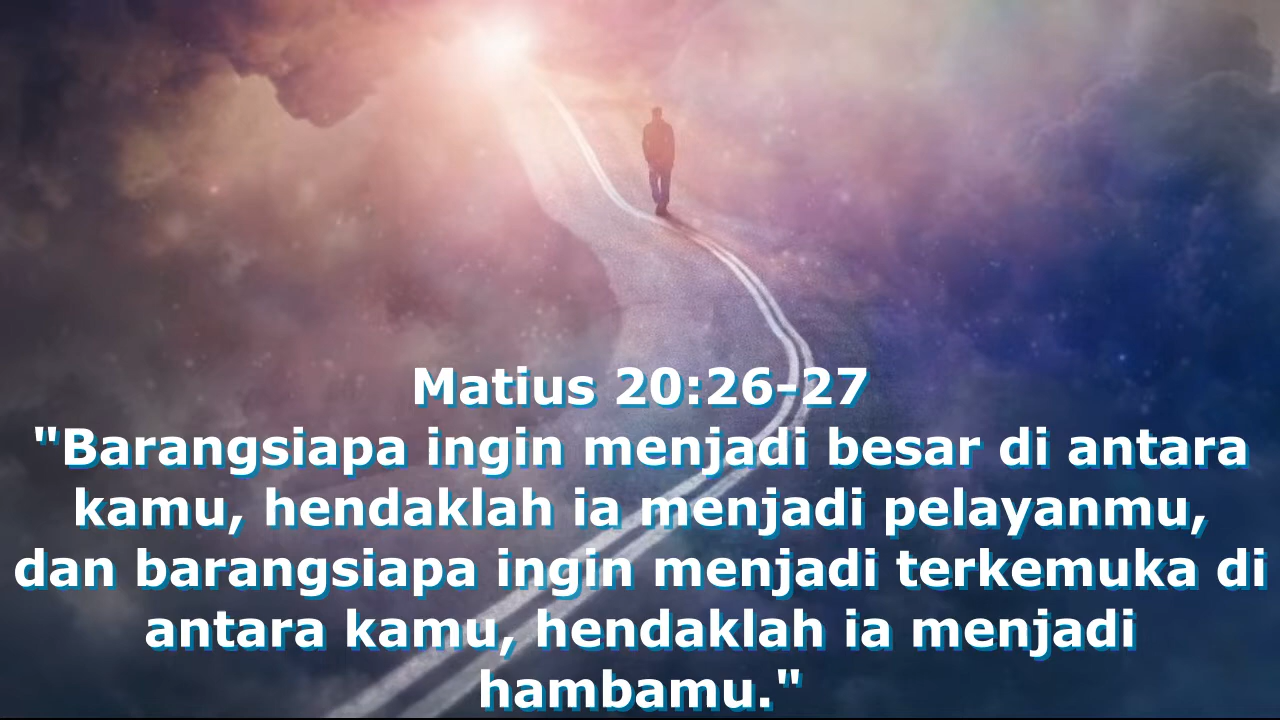 Matius 20:26-27
"Barangsiapa ingin menjadi besar di antara
kamu, hendaklah ia menjadi pelayanmu,
dan barangsiapa ingin menjadi terkemuka di
antara kamu, hendaklah ia menjadi
hambamu."